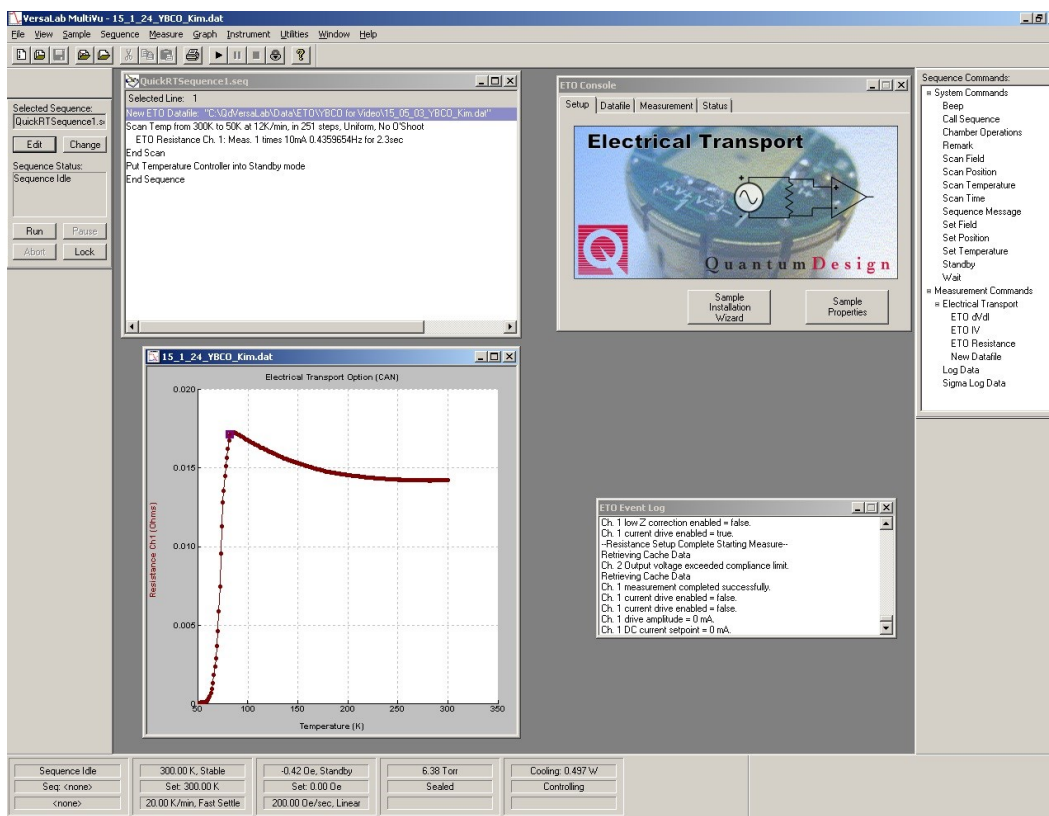 VersaLab MultiVu - 15_1_24_YBCO_Kim.dat
File View Sample Sequence Measure Graph Instrument Utilities Window Help
Selected Sequence:
QuickRTSequence1.s
Edit Change
Sequence Status:
Sequence Idle
Run Pause
Abort Lock
QuickRTSequence1.seq
Selected Line: 1
New ETO Datafile: "C:\QdVersaLab\Data\ETO\YBCO for Video\15_05_03_YBCO_Kim.dat"
Scan Temp from 300K to 50K at 12K/min, in 251 steps, Uniform, No O'Shoot
ETO Resistance Ch. 1: Meas. 1 times 10mA 0.4359654Hz for 2.3sec
End Scan
Put Temperature Controller into Standby mode
End Sequence
15_1_24_YBCO_Kim.dat
Electrical Transport Option (CAN)
0.020
0.015
0.010
0.005
0
Resistance Ch1 (Ohms)
50 100 150 200 250 300 350
Temperature (K)
ETO Console
Setup Datafile Measurement Status
Electrical Transport
I+ V+ V- I-
+ + - -
Q
QuantumDesign
Sample
Installation
Wizard
Sample
Properties
ETO Event Log
Ch. 1 low Z correction enabled = false.
Ch. 1 current drive enabled = true.
--Resistance Setup Complete Starting Measure--
Retrieving Cache Data
Ch. 2 Output voltage exceeded compliance limit.
Retrieving Cache Data
Ch. 1 measurement completed successfully.
Ch. 1 current drive enabled = false.
Ch. 1 current drive enabled = false.
Ch. 1 drive amplitude = 0 mA.
Ch. 1 DC current setpoint = 0 mA.
Sequence Commands:
System Commands
Beep
Call Sequence
Chamber Operations
Remark
Scan Field
Scan Position
Scan Temperature
Scan Time
Sequence Message
Set Field
Set Position
Set Temperature
Standby
Wait
Measurement Commands
Electrical Transport
ETO dVdI
ETO IV
ETO Resistance
New Datafile
Log Data
Sigma Log Data
Sequence Idle
Seq: <none>
<none>
300.00 K, Stable
Set: 300.00 K
20.00 K/min, Fast Settle
-0.42 Oe, Standby
Set: 0.00 Oe
200.00 Oe/sec, Linear
6.38 Torr
Sealed
Cooling: 0.497 W
Controlling